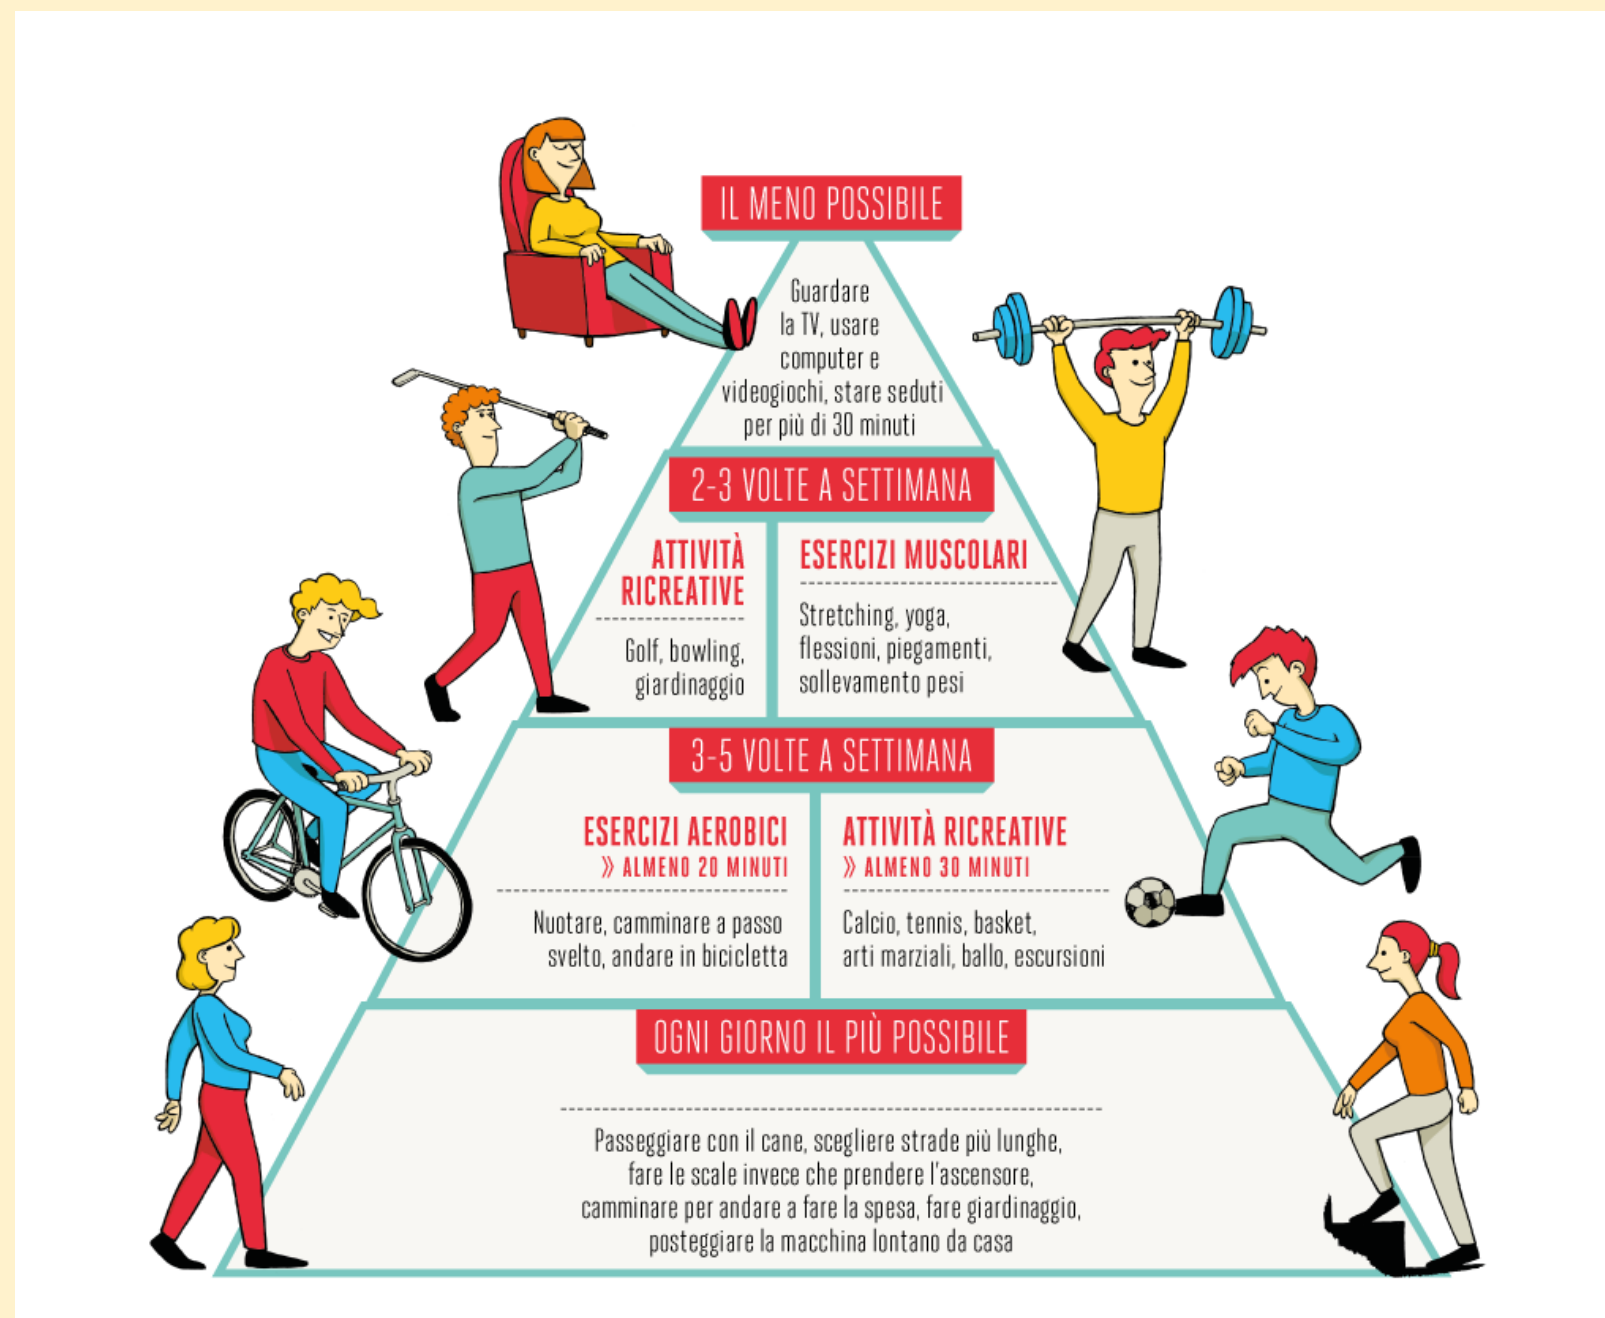 IL MENO POSSIBILE
Guardare
la TV, usare
computer e
videogiochi, stare seduti
per più di 30 minuti
2-3 VOLTE A SETTIMANA
ATTIVITÀ
RICREATIVE
Golf, bowling,
giardinaggio
ESERCIZI MUSCOLARI
Stretching, yoga,
flessioni, piegamenti,
sollevamento pesi
3-5 VOLTE A SETTIMANA
ESERCIZI AEROBICI
» ALMENO 20 MINUTI
Nuotare, camminare a passo
svelto, andare in bicicletta
ATTIVITÀ RICREATIVE
» ALMENO 30 MINUTI
Calcio, tennis, basket,
arti marziali, ballo, escursioni
OGNI GIORNO IL PIÙ POSSIBILE
Passeggiare con il cane, scegliere strade più lunghe,
fare le scale invece che prendere l'ascensore,
camminare per andare a fare la spesa, fare giardinaggio,
posteggiare la macchina lontano da casa